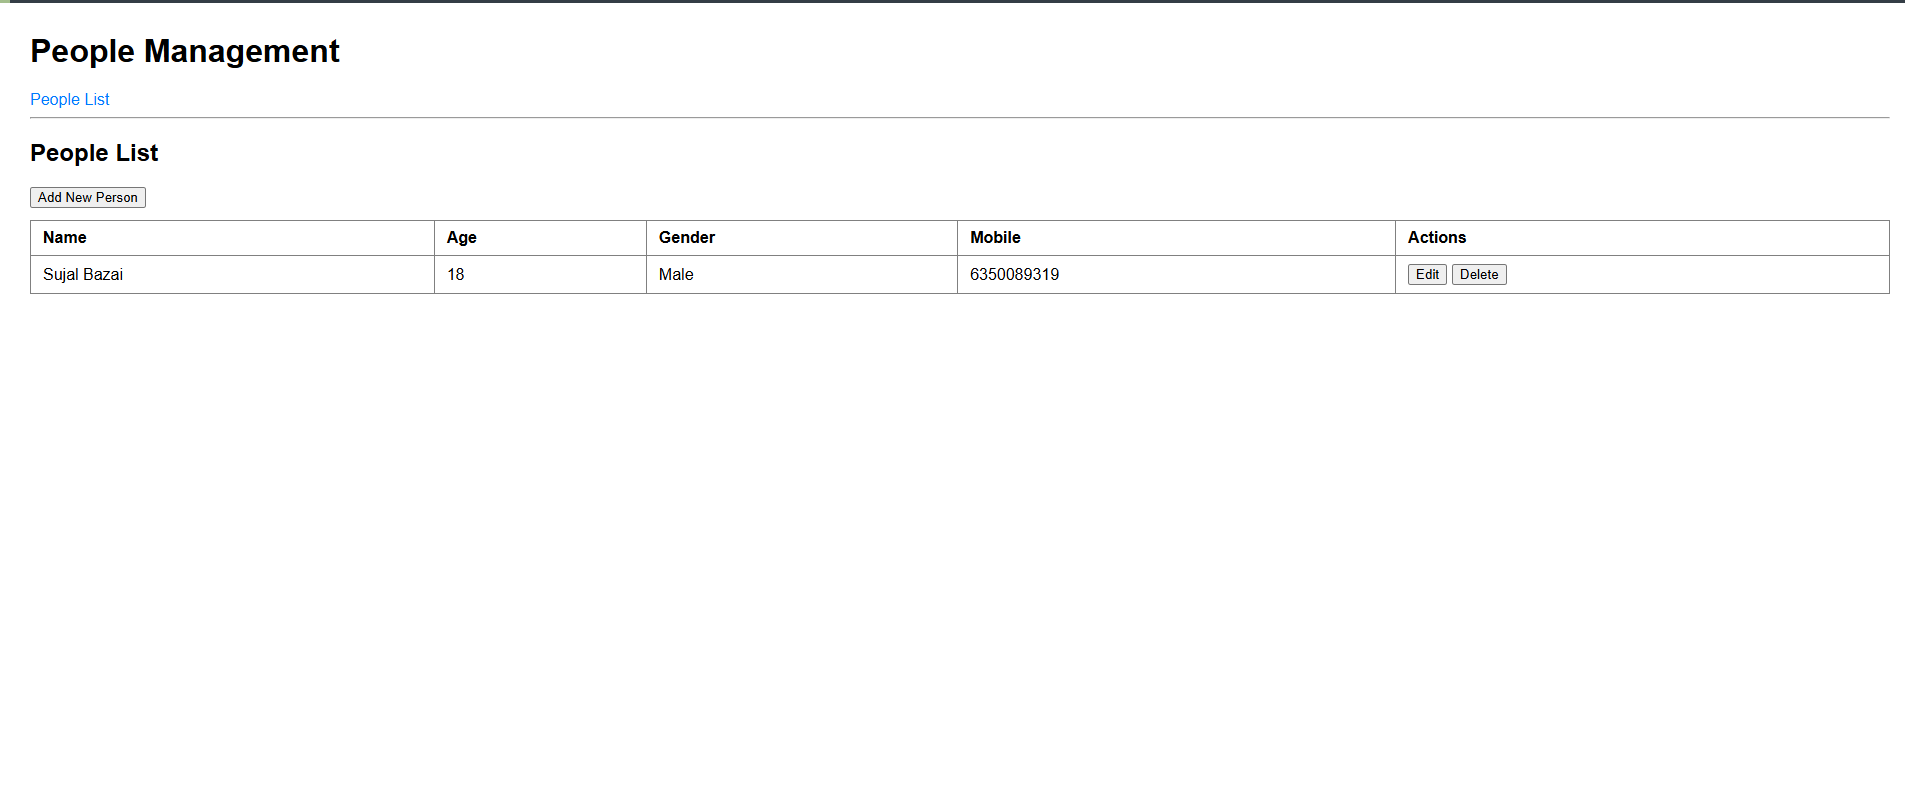 People Management
People List
People List
Add New Person
Name Age Gender Mobile Actions
Sujal Bazai 18 Male 6350089319 Edit Delete